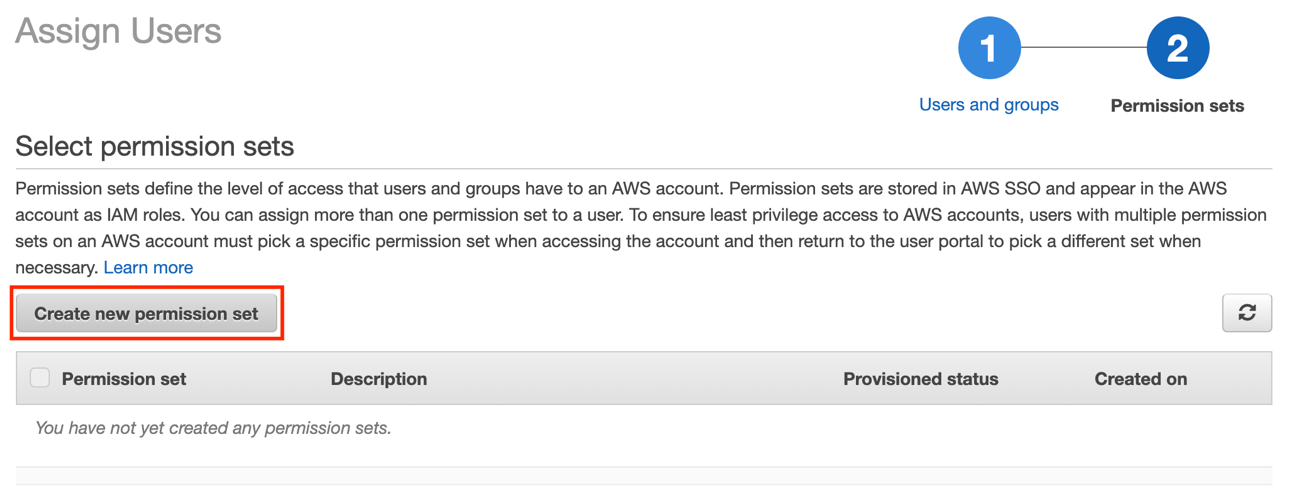 Assign Users
1
2
Users and groups
Permission sets
Select permission sets
Permission sets define the level of access that users and groups have to an AWS account. Permission sets are stored in AWS SSO and appear in the AWS
account as IAM roles. You can assign more than one permission set to a user. To ensure least privilege access to AWS accounts, users with multiple permission
sets on an AWS account must pick a specific permission set when accessing the account and then return to the user portal to pick a different set when
necessary. Learn more
Create new permission set
Permission set Description Provisioned status Created on
You have not yet created any permission sets.